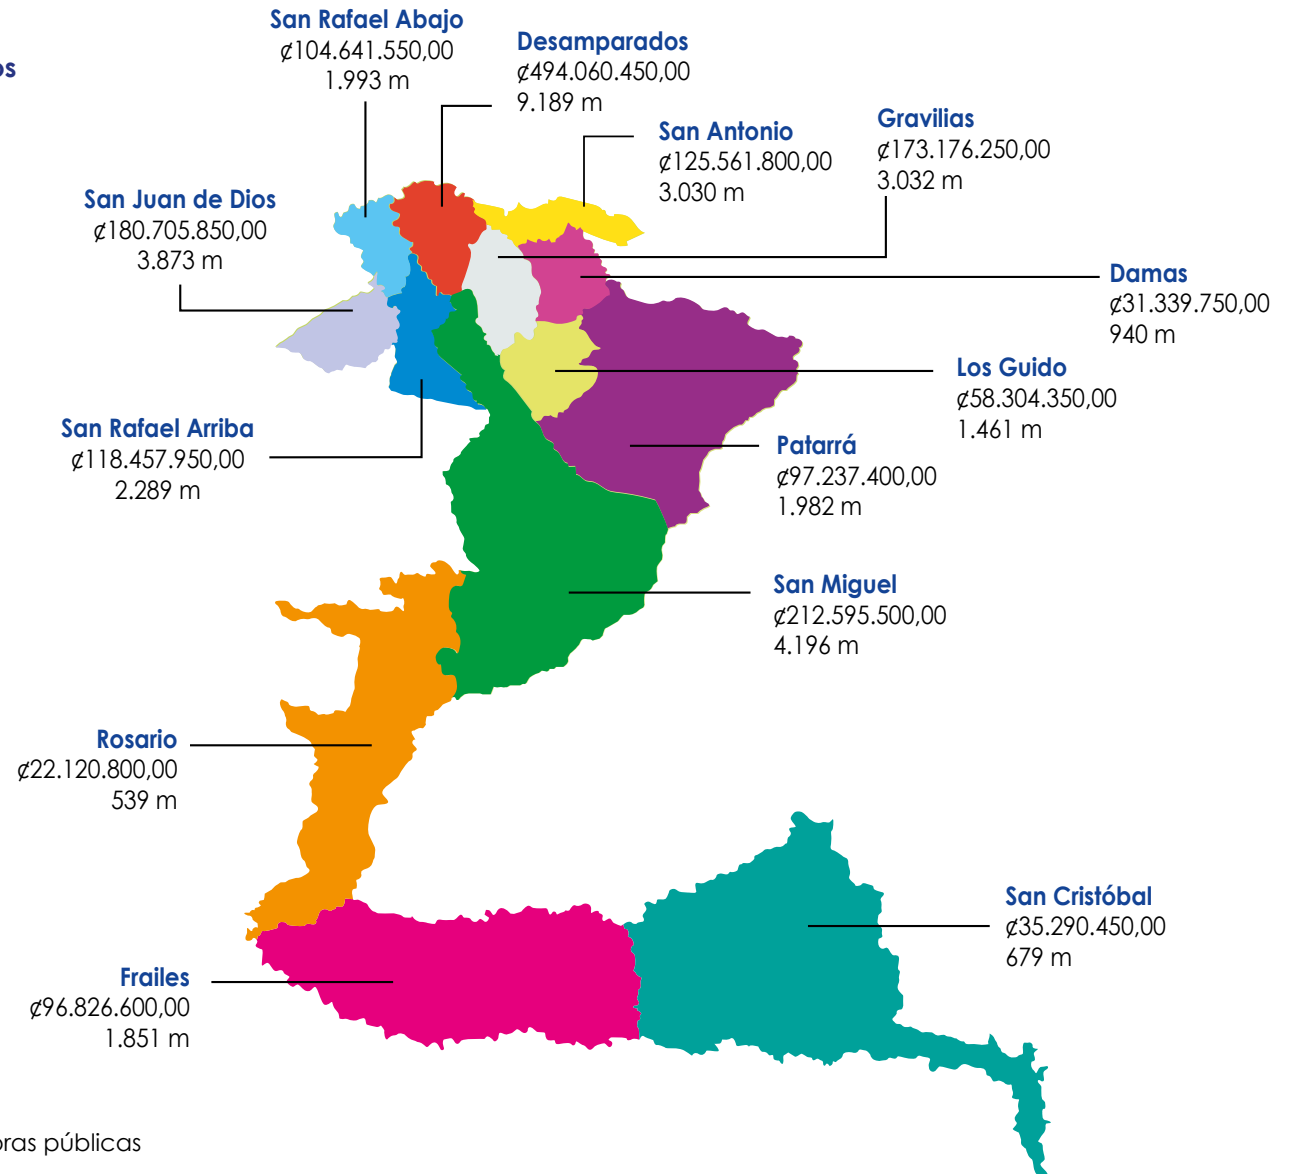 San Rafael Abajo
₡104.641.550,00
1.993 m
Desamparados
₡494.060.450,00
9.189 m
San Antonio
₡125.561.800,00
3.030 m
Gravilias
₡173.176.250,00
3.032 m
San Juan de Dios
₡180.705.850,00
3.873 m
Damas
₡31.339.750,00
940 m
Los Guido
₡58.304.350,00
1.461 m
San Rafael Arriba
₡118.457.950,00
2.289 m
Patarrá
₡97.237.400,00
1.982 m
San Miguel
₡212.595.500,00
4.196 m
Rosario
₡22.120.800,00
539 m
San Cristóbal
₡35.290.450,00
679 m
Frailes
₡96.826.600,00
1.851 m
públicas